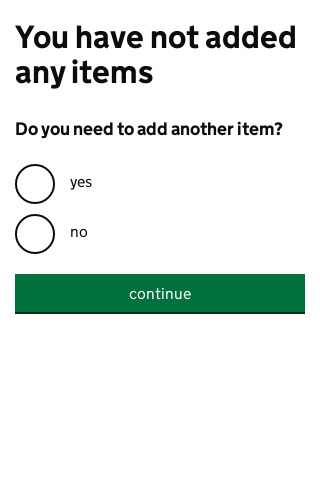 You have not added
any items
Do you need to add another item?
yes
no
continue